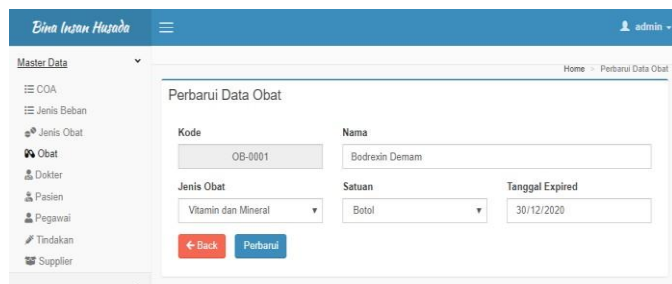 Bina Insan Husada
admin
Master Data
Home > Perbarui Data Obat
COA
Jenis Beban
Jenis Obat
Obat
Dokter
Pasien
Pegawai
Tindakan
Supplier
Perbarui Data Obat
Kode
Nama
OB-0001
Bodrexin Demam
Jenis Obat
Satuan
Tanggal Expired
Vitamin dan Mineral
Botol
30/12/2020
Back
Perbarui